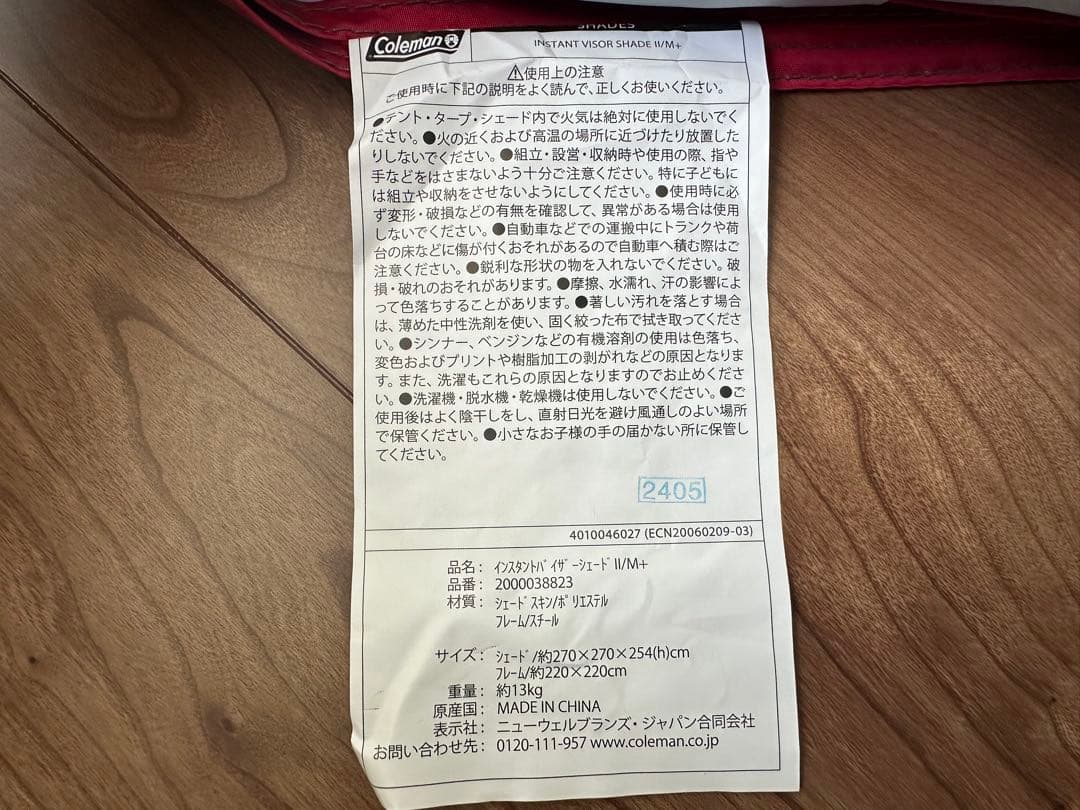 SHADES
Coleman
INSTANT VISOR SHADE II/M+
⚠使用上の注意
ご使用時に下記の説明をよく読んで、正しくお使いください。
●テント・タープ・シェード内で火気は絶対に使用しないでく
ださい。●火の近くおよび高温の場所に近づけたり放置した
りしないでください。●組立・設営・収納時や使用の際、指や
手などをはさまないよう十分ご注意ください。特に子どもに
は組立や収納をさせないようにしてください。●使用時に必
ず変形・破損などの有無を確認して、異常がある場合は使用
しないでください。●自動車などでの運搬中にトランクや荷
台の床などに傷が付くおそれがあるので自動車へ積む際はご
注意ください。●鋭利な形状の物を入れないでください。破
損・破れのおそれがあります。●摩擦、水濡れ、汗の影響によ
って色落ちすることがあります。●著しい汚れを落とす場合
は、薄めた中性洗剤を使い、固く絞った布で拭き取ってくださ
い。●シンナー、ベンジンなどの有機溶剤の使用は色落ち、
変色およびプリントや樹脂加工の剥がれなどの原因となりま
す。また、洗濯もこれらの原因となりますのでお止めくださ
い。●洗濯機・脱水機・乾燥機は使用しないでください。●ご
使用後はよく陰干しをし、直射日光を避け風通しのよい場所
で保管ください。●小さなお子様の手の届かない所に保管し
てください。
2405
4010046027 (ECN20060209-03)
品名： ｲﾝｽﾀﾝﾄﾊﾞｲｻﾞｰｼｪｰﾄﾞII/M+
品番： 2000038823
材質： ｼｪｰﾄﾞｽｷﾝ/ﾎﾟﾘｴｽﾃﾙ
ﾌﾚｰﾑ/ｽﾁｰﾙ
サイズ： ｼｪｰﾄﾞ/約270×270×254(h)cm
ﾌﾚｰﾑ/約220×220cm
重量： 約13kg
原産国： MADE IN CHINA
表示社： ニューウェルブランズ・ジャパン合同会社
お問い合わせ先： 0120-111-957 www.coleman.co.jp